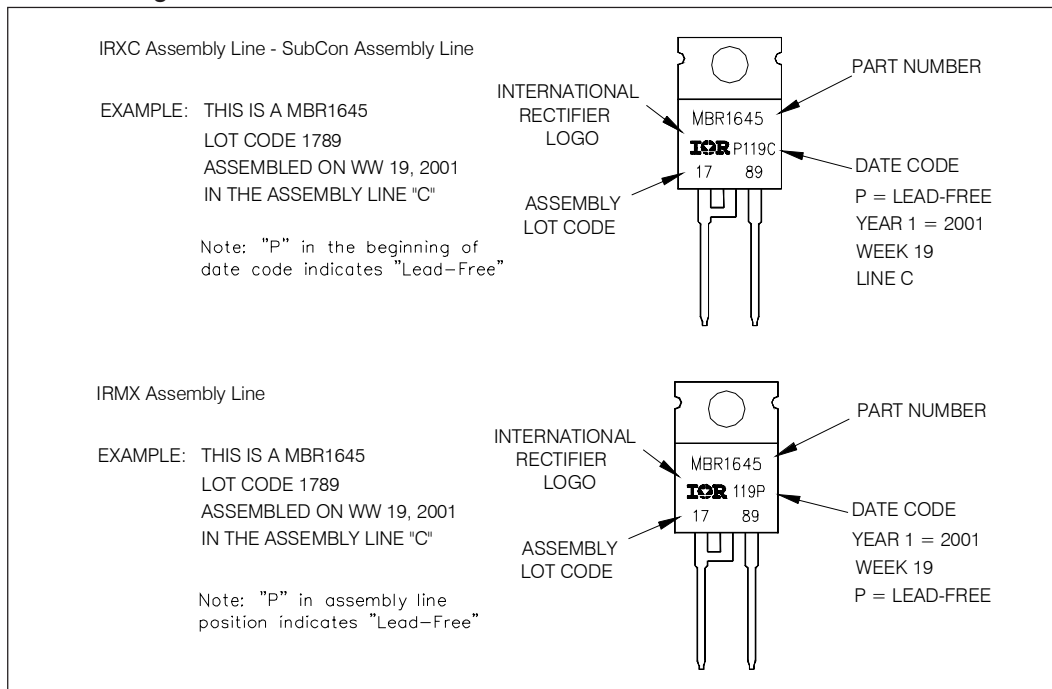 IRXC Assembly Line - SubCon Assembly Line
EXAMPLE: THIS IS A MBR1645
LOT CODE 1789
ASSEMBLED ON WW 19, 2001
IN THE ASSEMBLY LINE "C"
Note: "P" in the beginning of
date code indicates "Lead-Free"
INTERNATIONAL
RECTIFIER
LOGO
ASSEMBLY
LOT CODE
MBR1645
IOR P119C
17 89
PART NUMBER
DATE CODE
P = LEAD-FREE
YEAR 1 = 2001
WEEK 19
LINE C
IRMX Assembly Line
EXAMPLE: THIS IS A MBR1645
LOT CODE 1789
ASSEMBLED ON WW 19, 2001
IN THE ASSEMBLY LINE "C"
Note: "P" in assembly line
position indicates "Lead-Free"
INTERNATIONAL
RECTIFIER
LOGO
ASSEMBLY
LOT CODE
MBR1645
IOR 119P
17 89
PART NUMBER
DATE CODE
YEAR 1 = 2001
WEEK 19
P = LEAD-FREE